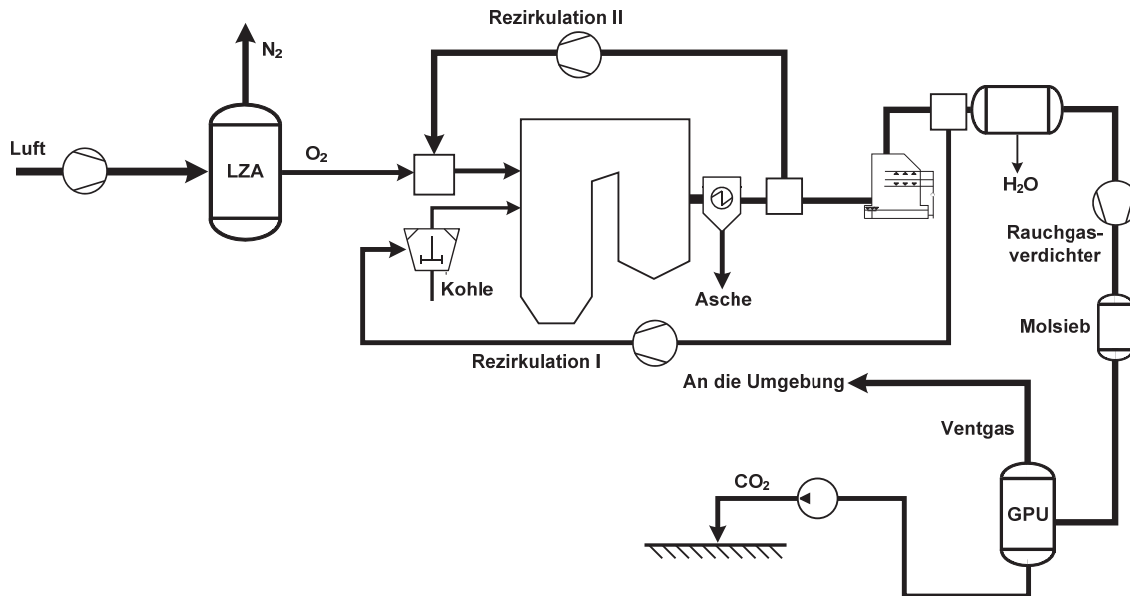 Rezirkulation II
N₂
Luft
LZA
O₂
H₂O
Kohle
Asche
Rauchgas-
verdichter
Molsieb
Rezirkulation I
An die Umgebung
Ventgas
CO₂
GPU